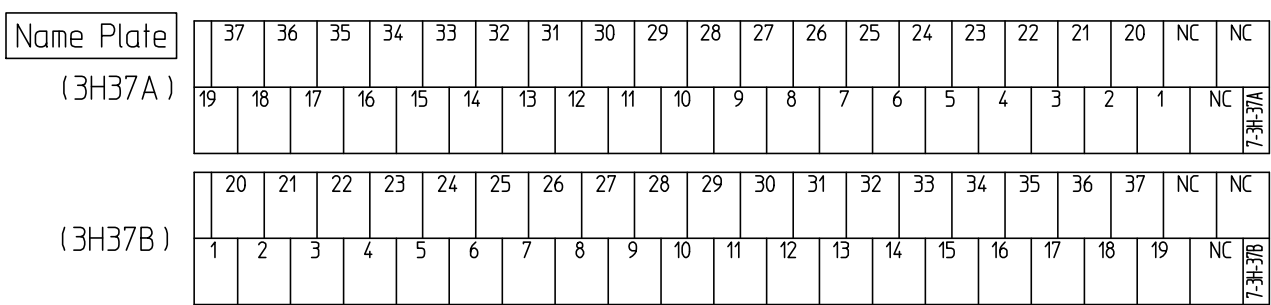 Name Plate
(3H37A)
37 36 35 34 33 32 31 30 29 28 27 26 25 24 23 22 21 20 NC NC
19 18 17 16 15 14 13 12 11 10 9 8 7 6 5 4 3 2 1 NC 7-3H-37A
(3H37B)
20 21 22 23 24 25 26 27 28 29 30 31 32 33 34 35 36 37 NC NC
1 2 3 4 5 6 7 8 9 10 11 12 13 14 15 16 17 18 19 NC 7-3H-37B